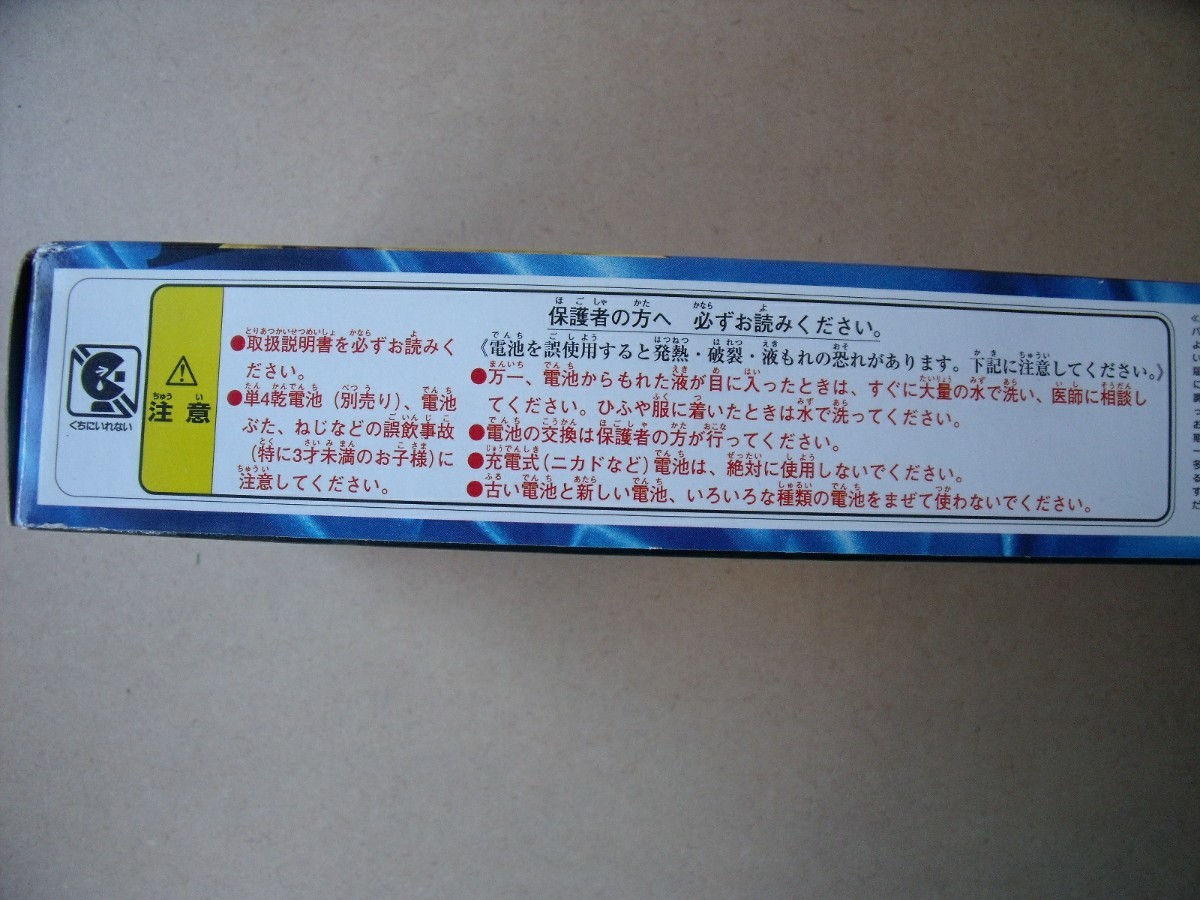 くちにいれない
注意
●取扱説明書を必ずお読みく
ださい。
●単4乾電池（別売り）、電池
ぶた、ねじなどの誤飲事故
（特に3才未満のお子様）に
注意してください。
保護者の方へ　必ずお読みください。
《電池を誤使用すると発熱・破裂・液もれの恐れがあります。下記に注意してください。》
●万一、電池からもれた液が目に入ったときは、すぐに大量の水で洗い、医師に相談し
てください。ひふや服に着いたときは水で洗ってください。
●電池の交換は保護者の方が行ってください。
●充電式（ニカドなど）電池は、絶対に使用しないでください。
●古い電池と新しい電池、いろいろな種類の電池をまぜて使わないでください。